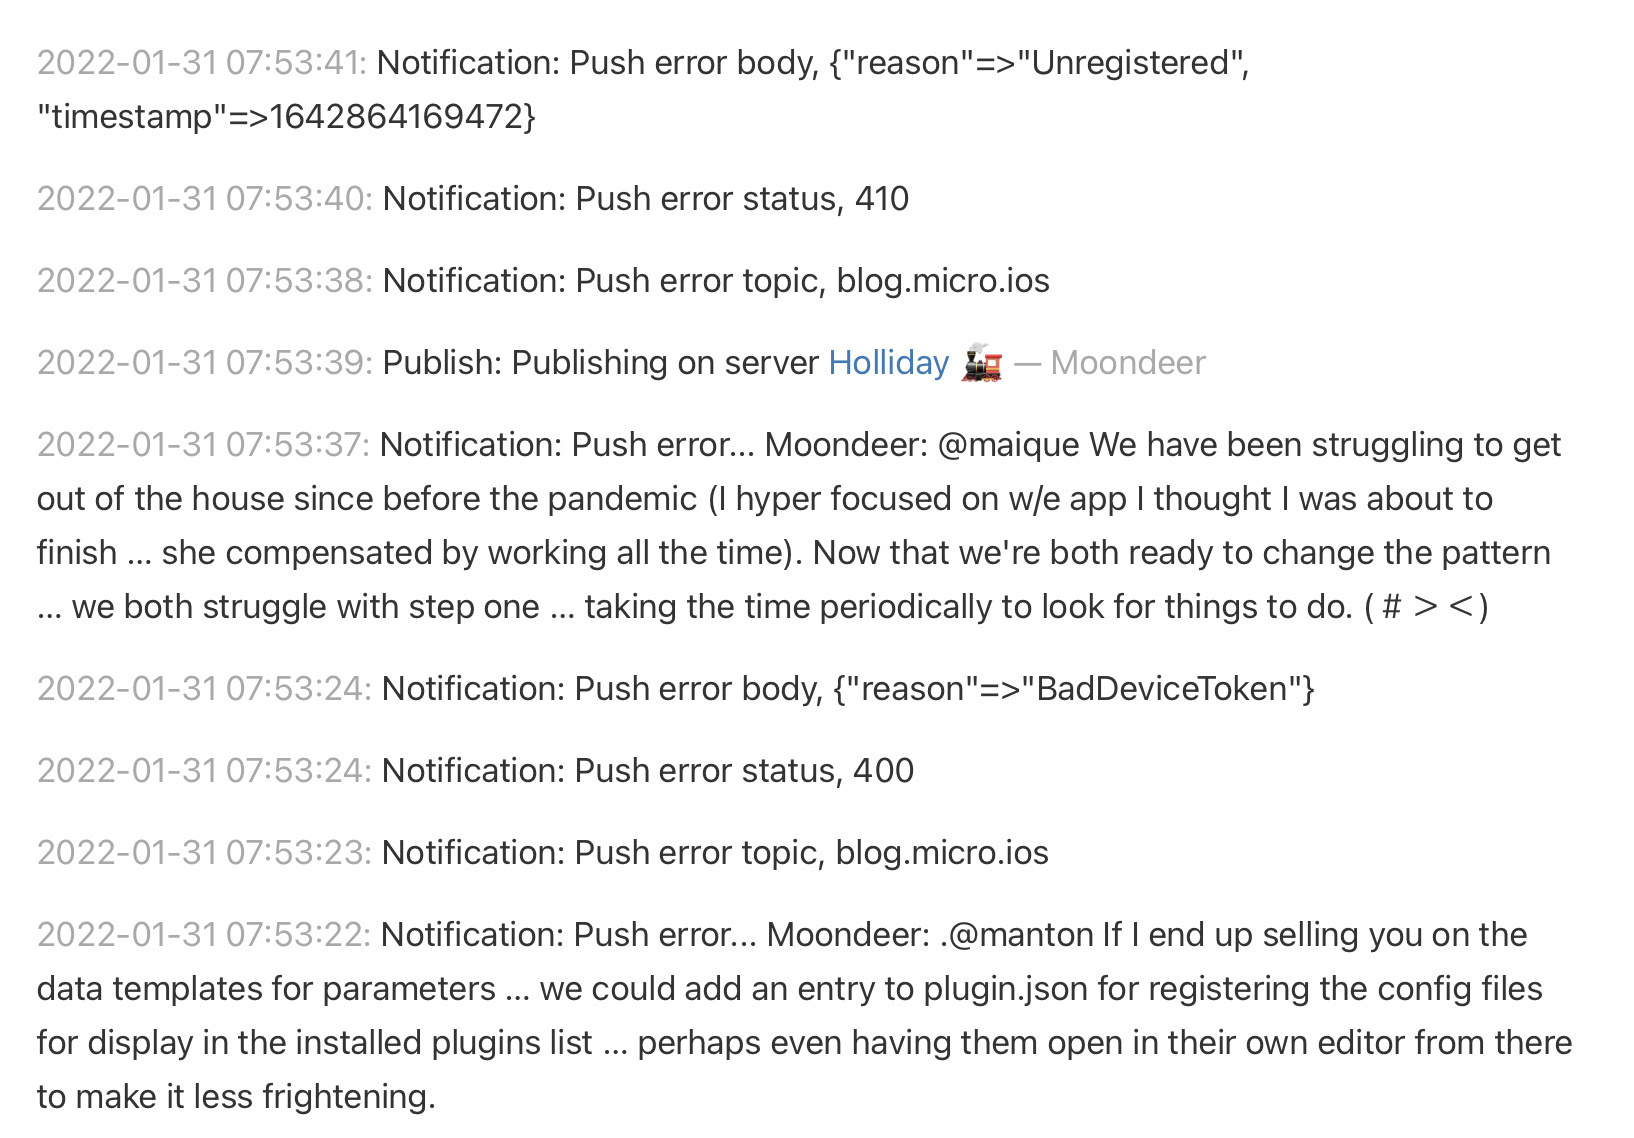 2022-01-31 07:53:41: Notification: Push error body, {"reason"=>"Unregistered",
"timestamp"=>1642864169472}
2022-01-31 07:53:40: Notification: Push error status, 410
2022-01-31 07:53:38: Notification: Push error topic, blog.micro.ios
2022-01-31 07:53:39: Publish: Publishing on server Holliday 🚂 — Moondeer
2022-01-31 07:53:37: Notification: Push error... Moondeer: @maique We have been struggling to get
out of the house since before the pandemic (I hyper focused on w/e app I thought I was about to
finish ... she compensated by working all the time). Now that we're both ready to change the pattern
... we both struggle with step one ... taking the time periodically to look for things to do. (＃＞＜)
2022-01-31 07:53:24: Notification: Push error body, {"reason"=>"BadDeviceToken"}
2022-01-31 07:53:24: Notification: Push error status, 400
2022-01-31 07:53:23: Notification: Push error topic, blog.micro.ios
2022-01-31 07:53:22: Notification: Push error... Moondeer: .@manton If I end up selling you on the
data templates for parameters ... we could add an entry to plugin.json for registering the config files
for display in the installed plugins list ... perhaps even having them open in their own editor from there
to make it less frightening.